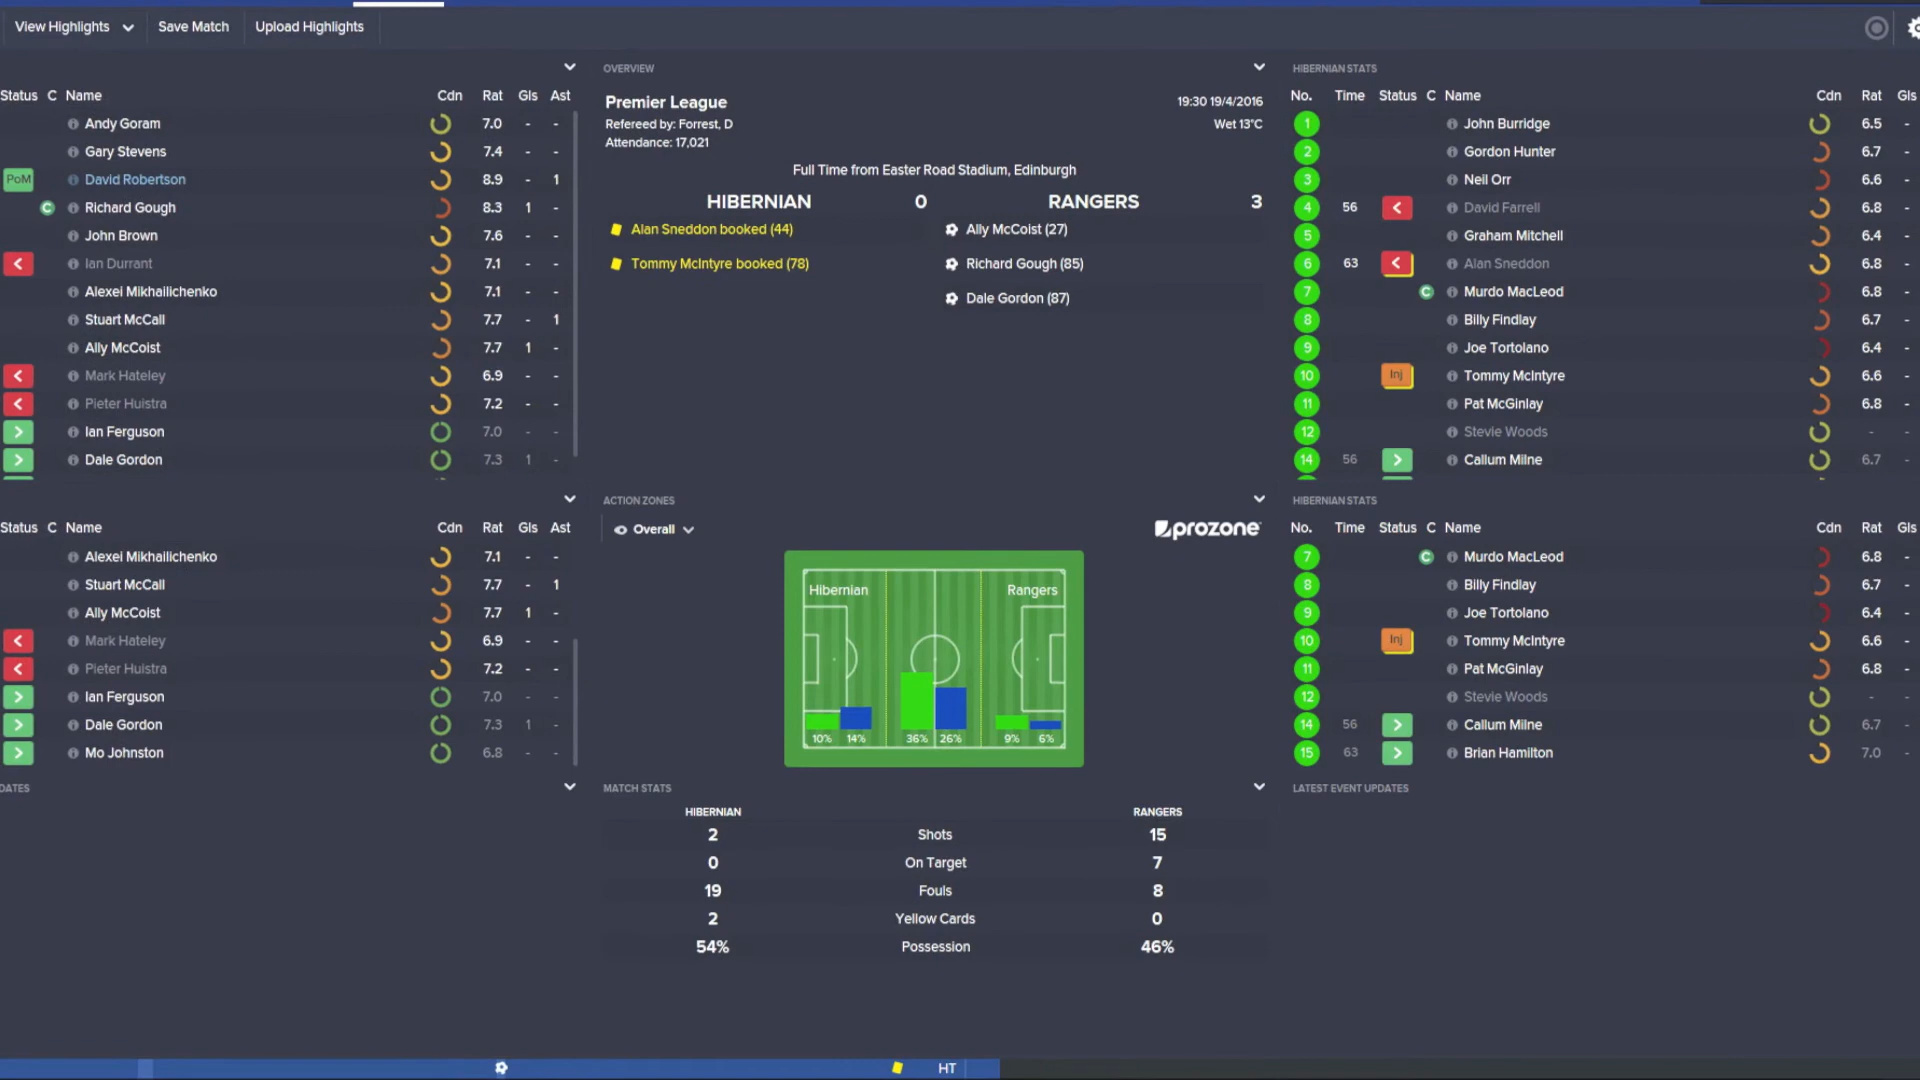 View Highlights Save Match Upload Highlights
Status C Name Cdn Rat Gls Ast
Andy Goram 7.0 - -
Gary Stevens 7.4 - -
PoM David Robertson 8.9 - 1
C Richard Gough 8.3 1 -
John Brown 7.6 - -
Ian Durrant 7.1 - -
Alexei Mikhailichenko 7.1 - -
Stuart McCall 7.7 - 1
Ally McCoist 7.7 1 -
Mark Hateley 6.9 - -
Pieter Huistra 7.2 - -
Ian Ferguson 7.0 - -
Dale Gordon 7.3 1 -
OVERVIEW
Premier League 19:30 19/4/2016
Refereed by: Forrest, D Wet 13°C
Attendance: 17,021
Full Time from Easter Road Stadium, Edinburgh
HIBERNIAN 0 RANGERS 3
Alan Sneddon booked (44) Ally McCoist (27)
Tommy McIntyre booked (78) Richard Gough (85)
Dale Gordon (87)
HIBERNIAN STATS
No. Time Status C Name Cdn Rat Gls
1 John Burridge 6.5 -
2 Gordon Hunter 6.7 -
3 Neil Orr 6.6 -
4 56 David Farrell 6.8 -
5 Graham Mitchell 6.4 -
6 63 Alan Sneddon 6.8 -
7 C Murdo MacLeod 6.8 -
8 Billy Findlay 6.7 -
9 Joe Tortolano 6.4 -
10 Inj Tommy McIntyre 6.6 -
11 Pat McGinlay 6.8 -
12 Stevie Woods - -
14 56 Callum Milne 6.7 -
Status C Name Cdn Rat Gls Ast
Alexei Mikhailichenko 7.1 - -
Stuart McCall 7.7 - 1
Ally McCoist 7.7 1 -
Mark Hateley 6.9 - -
Pieter Huistra 7.2 - -
Ian Ferguson 7.0 - -
Dale Gordon 7.3 1 -
Mo Johnston 6.8 - -
ACTION ZONES
Overall prozone
Hibernian Rangers
10% 14% 36% 26% 9% 6%
HIBERNIAN STATS
No. Time Status C Name Cdn Rat Gls
7 C Murdo MacLeod 6.8 -
8 Billy Findlay 6.7 -
9 Joe Tortolano 6.4 -
10 Inj Tommy McIntyre 6.6 -
11 Pat McGinlay 6.8 -
12 Stevie Woods - -
14 56 Callum Milne 6.7 -
15 63 Brian Hamilton 7.0 -
DATES
MATCH STATS
HIBERNIAN RANGERS
2 Shots 15
0 On Target 7
19 Fouls 8
2 Yellow Cards 0
54% Possession 46%
LATEST EVENT UPDATES
HT